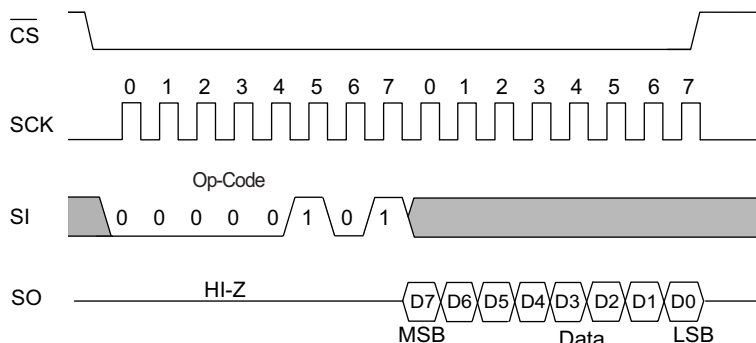 CS
0 1 2 3 4 5 6 7 0 1 2 3 4 5 6 7
SCK
Op-Code
SI 0 0 0 0 0 1 0 1
HI-Z
SO D7 D6 D5 D4 D3 D2 D1 D0
MSB Data LSB